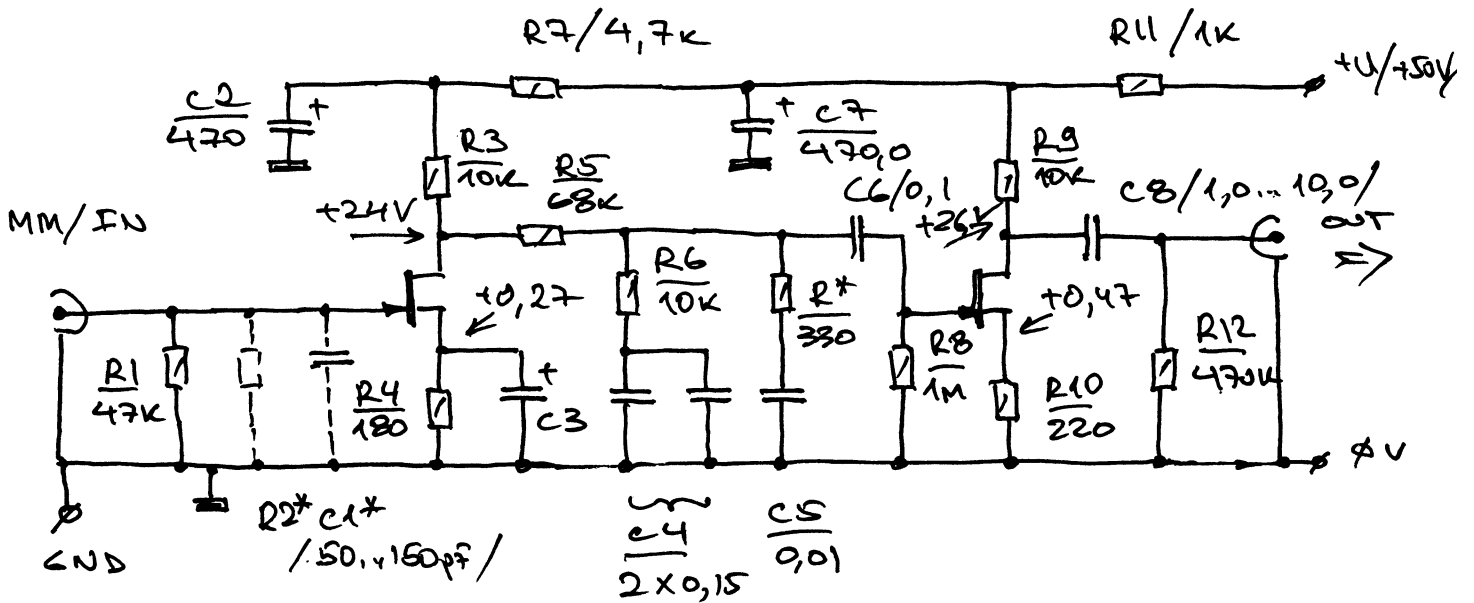 R7/4,7K
R11/1K
+U/+50V
C2
470
+
+
C7
470,0
R3
10K
R5
68K
R9
10K
C6/0,1
C8/1,0...10,0/
OUT
MM/IN
+24V
+26V
R6
10K
R*
330
+0,27
+0,47
R1
47K
R4
180
+
C3
R8
1M
R10
220
R12
470K
ØV
GND
R2* C1*
/50...150pF/
C4
2x0,15
C5
0,01